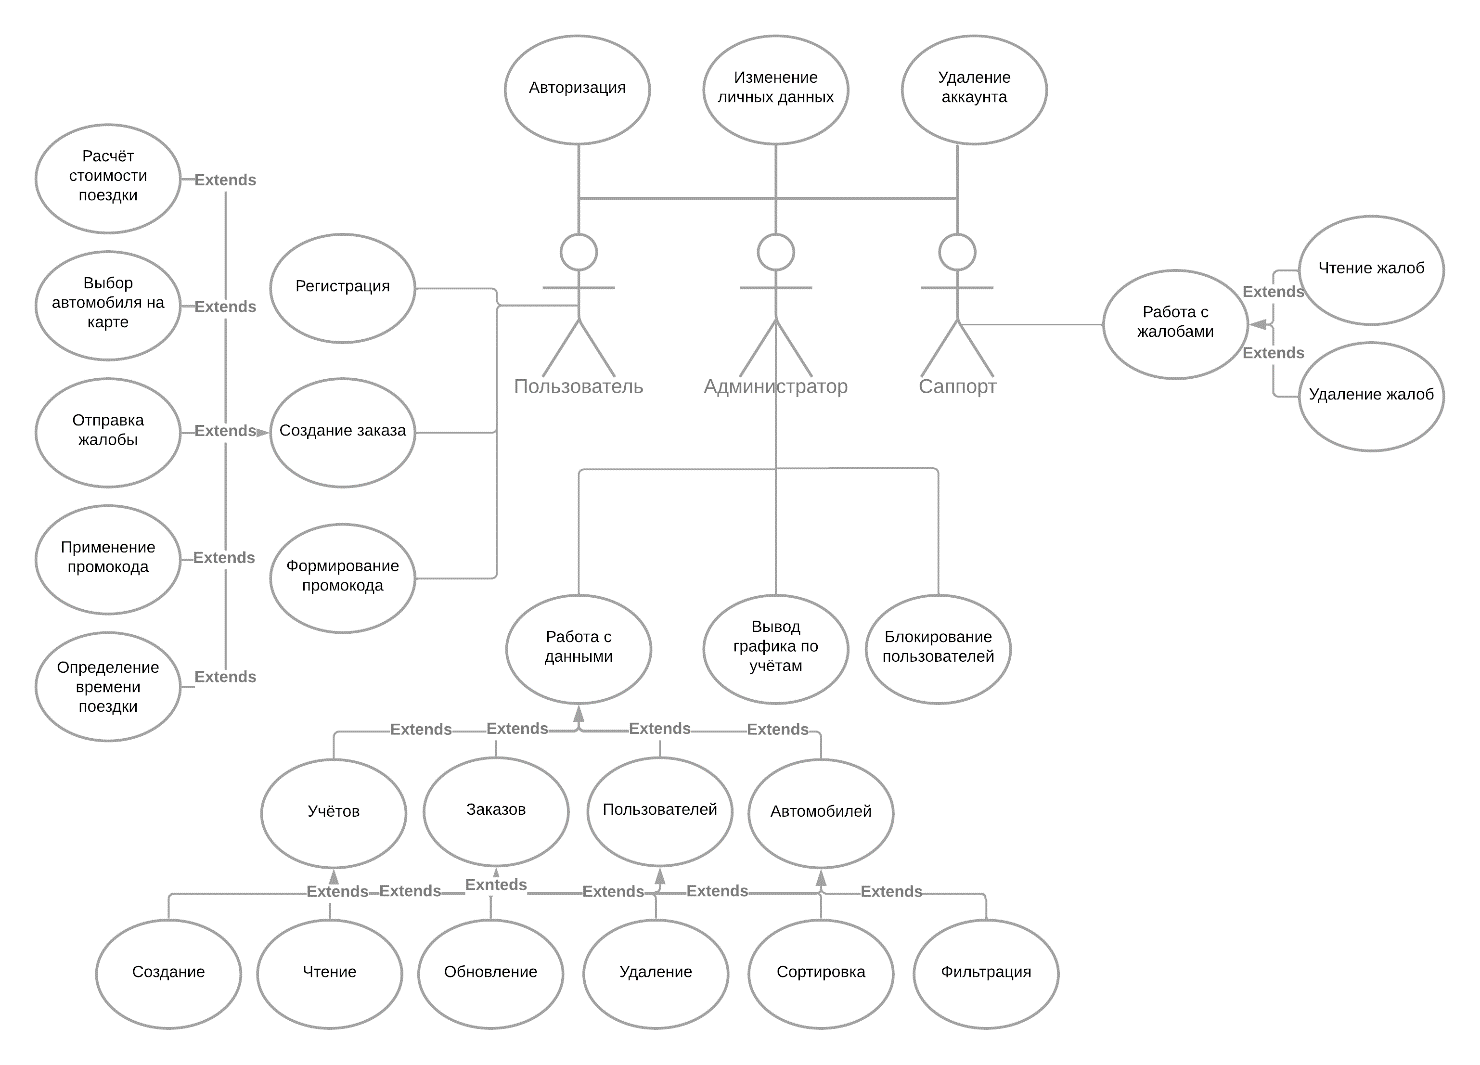 Авторизация
Изменение
личных данных
Удаление
аккаунта
Расчёт
стоимости
поездки
Extends
Выбор
автомобиля на
карте
Extends
Отправка
жалобы
Extends
Применение
промокода
Extends
Определение
времени
поездки
Extends
Регистрация
Создание заказа
Формирование
промокода
Пользователь
Администратор
Саппорт
Работа с
жалобами
Extends
Чтение жалоб
Extends
Удаление жалоб
Работа с
данными
Вывод
графика по
учётам
Блокирование
пользователей
Extends
Extends
Extends
Extends
Учётов
Заказов
Пользователей
Автомобилей
Extends
Extends
Exnteds
Extends
Extends
Extends
Создание
Чтение
Обновление
Удаление
Сортировка
Фильтрация